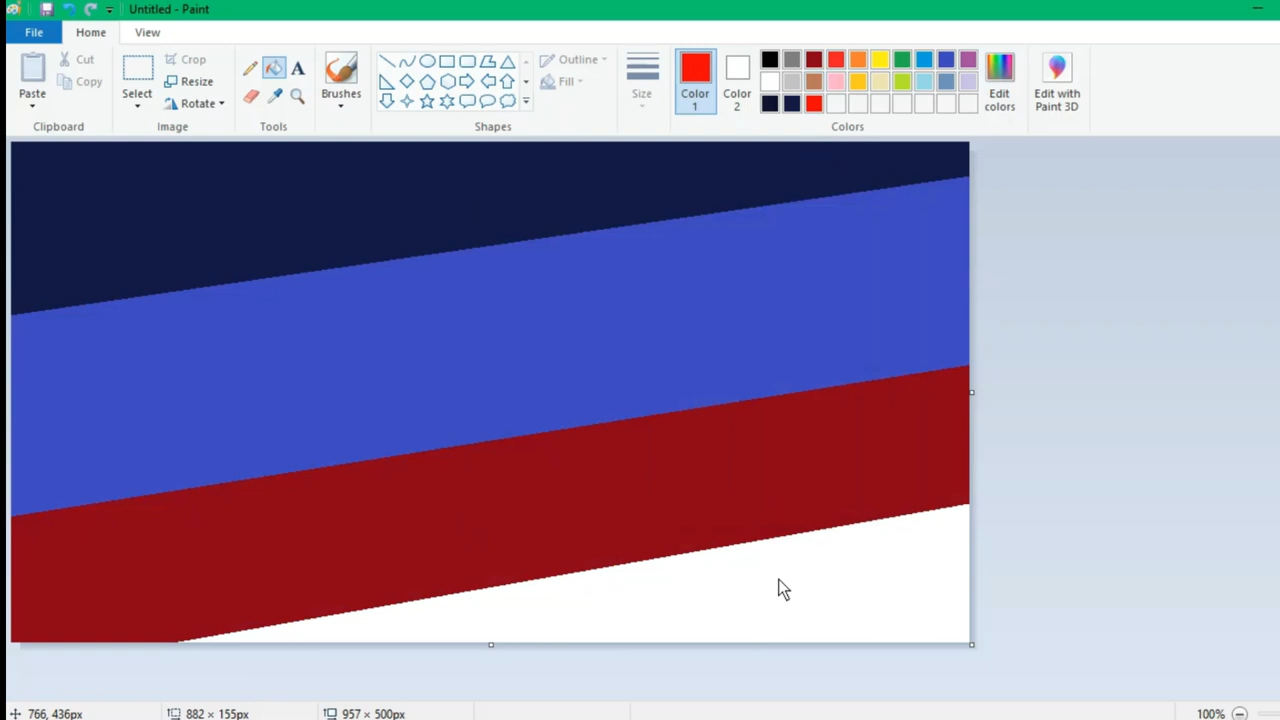 Untitled - Paint
File Home View
Paste Cut Copy Select Crop Resize Rotate A Brushes Outline Fill Size Color 1 Color 2 Edit colors Edit with Paint 3D
Clipboard Image Tools Shapes Colors
766, 436px 882 × 155px 957 × 500px 100%